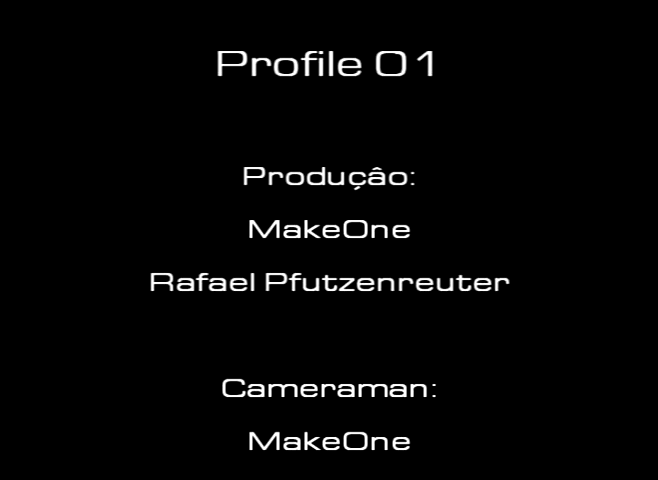 Profile 01
Produçâo:
MakeOne
Rafael Pfutzenreuter
Cameraman:
MakeOne